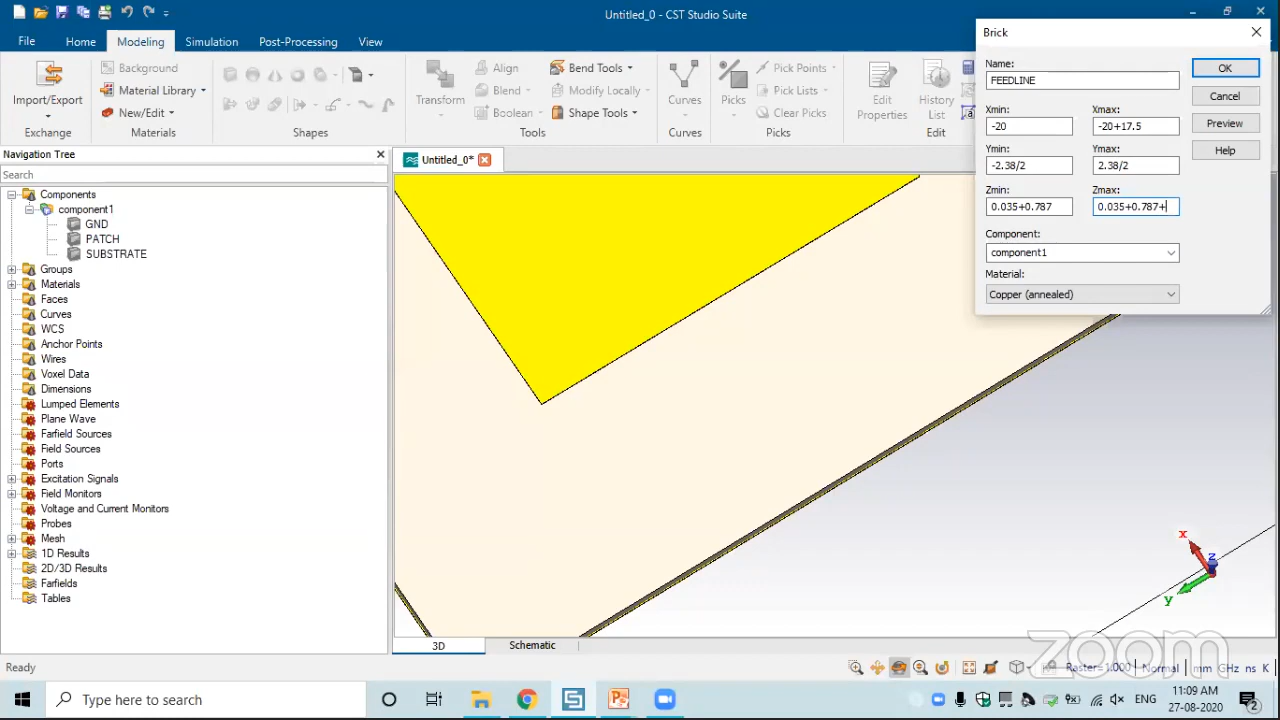 Untitled_0 - CST Studio Suite
File Home Modeling Simulation Post-Processing View
Import/Export
Exchange
Background
Material Library
New/Edit
Materials
Shapes
Transform
Align
Blend
Boolean
Bend Tools
Modify Locally
Shape Tools
Tools
Curves
Curves
Picks
Pick Points
Pick Lists
Clear Picks
Picks
Edit Properties
History List
Edit
Brick
Name:
FEEDLINE
OK
Cancel
Preview
Help
Xmin: Xmax:
-20 -20+17.5
Ymin: Ymax:
-2.38/2 2.38/2
Zmin: Zmax:
0.035+0.787 0.035+0.787+
Component:
component1
Material:
Copper (annealed)
Navigation Tree
Search
Components
component1
GND
PATCH
SUBSTRATE
Groups
Materials
Faces
Curves
WCS
Anchor Points
Wires
Voxel Data
Dimensions
Lumped Elements
Plane Wave
Farfield Sources
Field Sources
Ports
Excitation Signals
Field Monitors
Voltage and Current Monitors
Probes
Mesh
1D Results
2D/3D Results
Farfields
Tables
Untitled_0*
x
z
y
3D Schematic
zoom
Ready
Raster=1.000 Normal mm GHz ns K
Type here to search
ENG
11:09 AM
27-08-2020
2